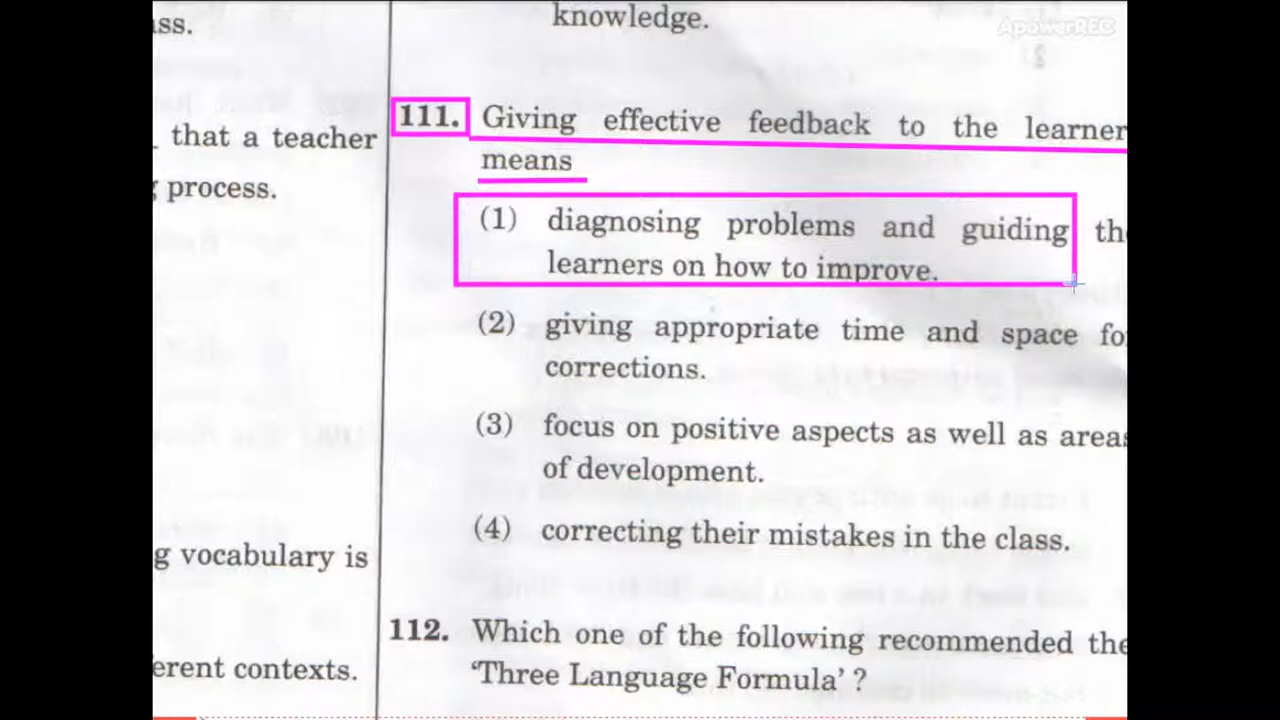 ApowerREC
ss.
that a teacher
process.
g vocabulary is
erent contexts.
knowledge.
111. Giving effective feedback to the learner
means
(1) diagnosing problems and guiding th
learners on how to improve.
(2) giving appropriate time and space fo
corrections.
(3) focus on positive aspects as well as areas
of development.
(4) correcting their mistakes in the class.
112. Which one of the following recommended the
‘Three Language Formula’ ?